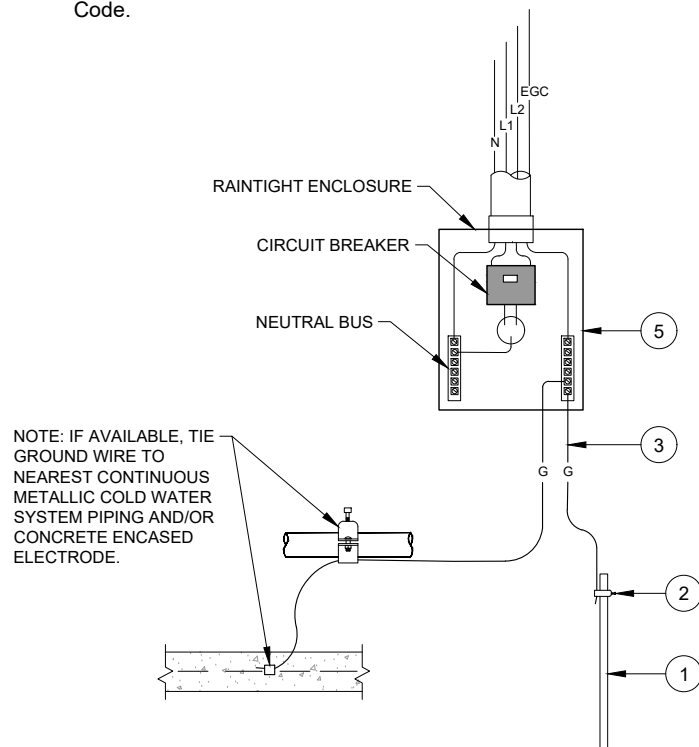 Code.
EGC
L2
L1
N
RAINTIGHT ENCLOSURE
CIRCUIT BREAKER
NEUTRAL BUS
5
NOTE: IF AVAILABLE, TIE
GROUND WIRE TO
NEAREST CONTINUOUS
METALLIC COLD WATER
SYSTEM PIPING AND/OR
CONCRETE ENCASED
ELECTRODE.
3
G G
2
1